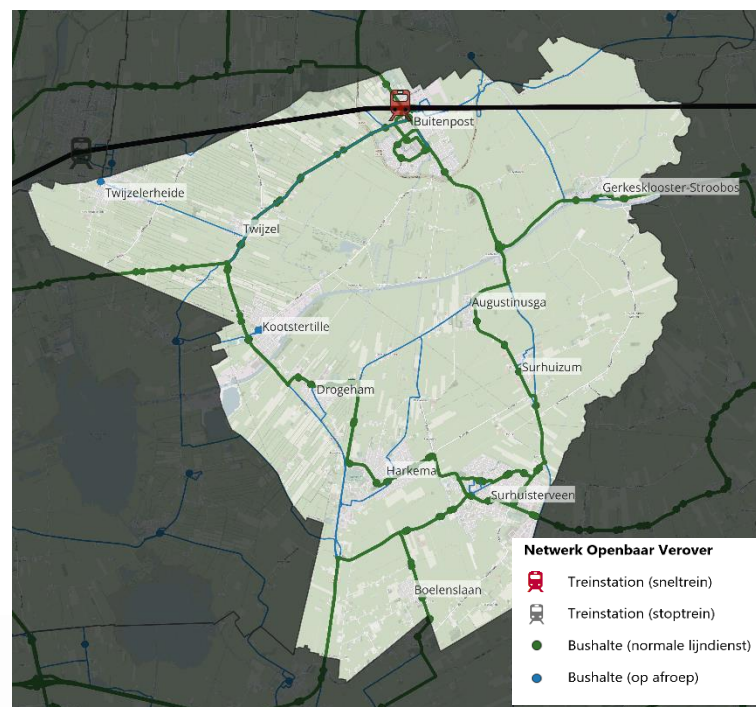 Buitenpost
Twijzelerheide
Gerkesklooster-Stroobos
Twijzel
Augustinusga
Kootstertille
Surhuizum
Drogeham
Harkema
Surhuisterveen
Boelenslaan
Netwerk Openbaar Verover
Treinstation (sneltrein)
Treinstation (stoptrein)
Bushalte (normale lijndienst)
Bushalte (op afroep)